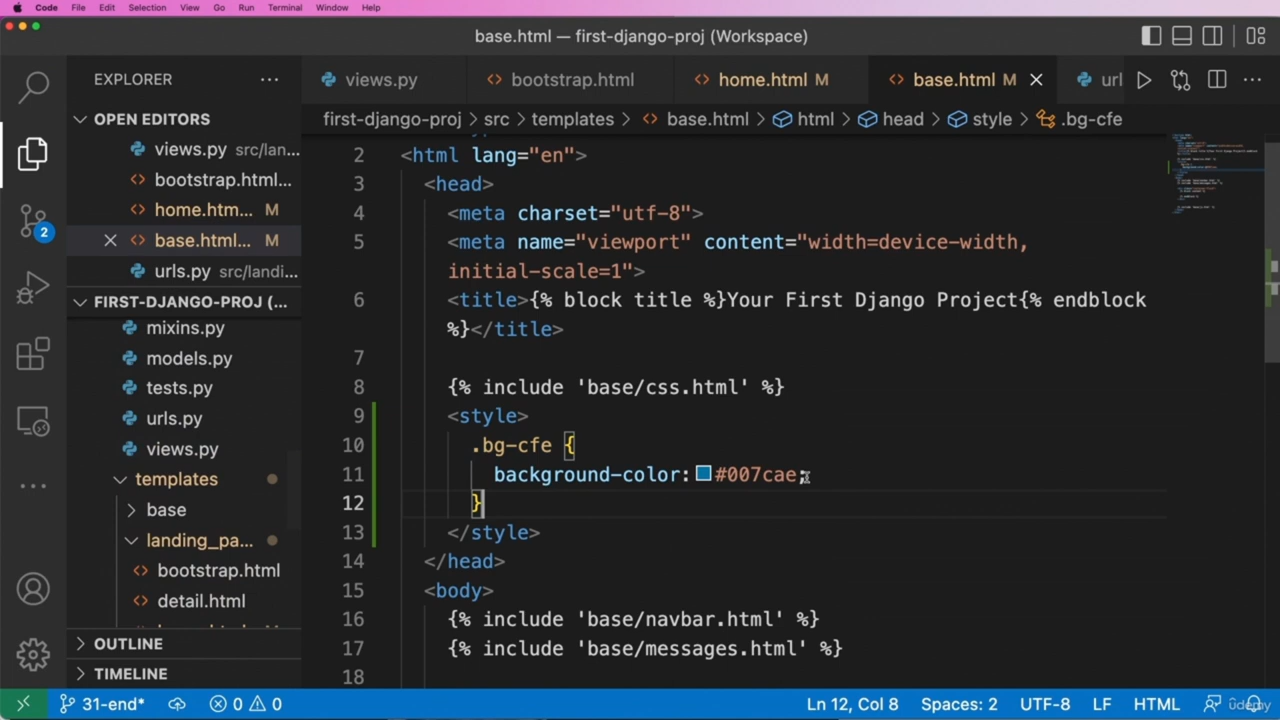 Code File Edit Selection View Go Run Terminal Window Help
base.html — first-django-proj (Workspace)
EXPLORER
views.py
bootstrap.html
home.html M
base.html M
url
OPEN EDITORS
first-django-proj > src > templates > base.html > html > head > style > .bg-cfe
views.py src/lan...
bootstrap.html...
home.htm... M
base.html... M
urls.py src/landi...
FIRST-DJANGO-PROJ (...
mixins.py
models.py
tests.py
urls.py
views.py
templates
base
landing_pa...
bootstrap.html
detail.html
OUTLINE
TIMELINE
2 <html lang="en">
3 <head>
4 <meta charset="utf-8">
5 <meta name="viewport" content="width=device-width,
initial-scale=1">
6 <title>{% block title %}Your First Django Project{% endblock
%}</title>
7
8 {% include 'base/css.html' %}
9 <style>
10 .bg-cfe {
11 background-color: #007cae;
12 }
13 </style>
14 </head>
15 <body>
16 {% include 'base/navbar.html' %}
17 {% include 'base/messages.html' %}
18
2
31-end* 0 0 Ln 12, Col 8 Spaces: 2 UTF-8 LF HTML
udemy